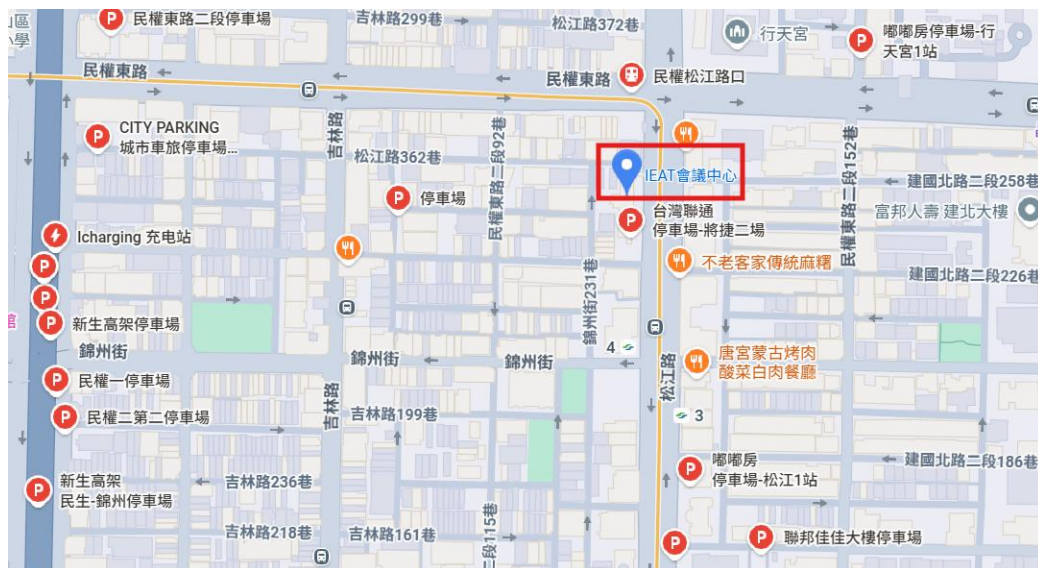 民權東路二段停車場
吉林路299巷
松江路372巷
行天宮
嘟嘟房停車場-行
天宮1站
民權東路
民權東路
民權松江路口
CITY PARKING
城市車旅停車場...
吉林路
松江路362巷
民權東路二段92巷
IEAT會議中心
民權東路二段152巷
建國北路二段258巷
停車場
台灣聯通
停車場-將捷二場
富邦人壽 建北大樓
Icharging 充电站
不老客家傳統麻糬
建國北路二段226巷
錦州街231巷
新生高架停車場
錦州街
錦州街
錦州街
4
唐宮蒙古烤肉
酸菜白肉餐廳
松江路
民權一停車場
吉林路
民權二第二停車場
吉林路199巷
3
嘟嘟房
停車場-松江1站
建國北路二段186巷
新生高架
民生-錦州停車場
吉林路236巷
吉林路218巷
吉林路161巷
二段115巷
聯邦佳佳大樓停車場